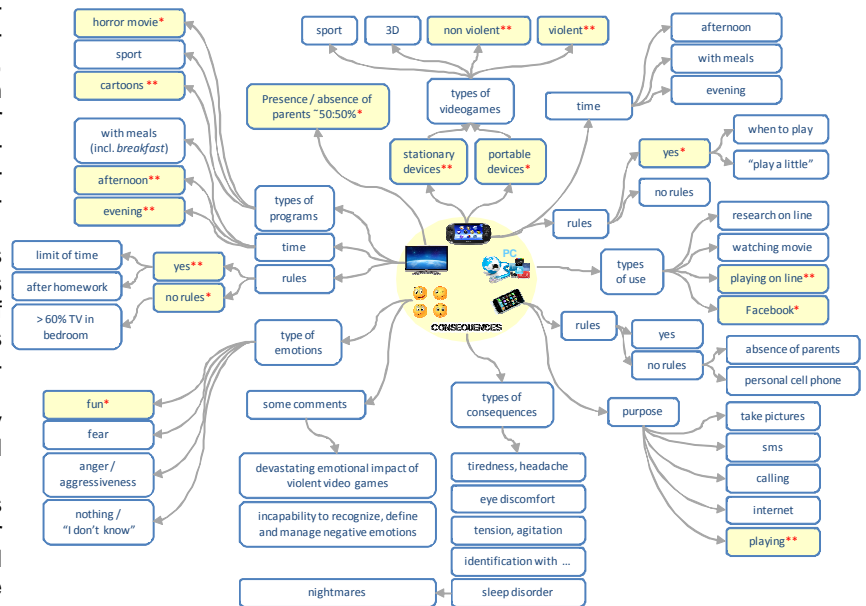 horror movie*
sport
cartoons **
with meals
(incl. breakfast)
afternoon**
evening**
types of
programs
time
rules
yes**
no rules*
limit of time
after homework
> 60% TV in
bedroom
Presence / absence of
parents ~50:50%*
sport
3D
non violent**
violent**
types of
videogames
stationary
devices**
portable
devices*
time
afternoon
with meals
evening
rules
yes*
no rules
when to play
"play a little"
PC
types
of use
research on line
watching movie
playing on line**
Facebook*
rules
yes
no rules
absence of parents
personal cell phone
purpose
take pictures
sms
calling
internet
playing**
CONSEQUENCES
type of
emotions
fun*
fear
anger /
aggressiveness
nothing /
"I don't know"
some comments
devastating emotional impact of
violent video games
incapability to recognize, define
and manage negative emotions
types of
consequences
tiredness, headache
eye discomfort
tension, agitation
identification with ...
sleep disorder
nightmares